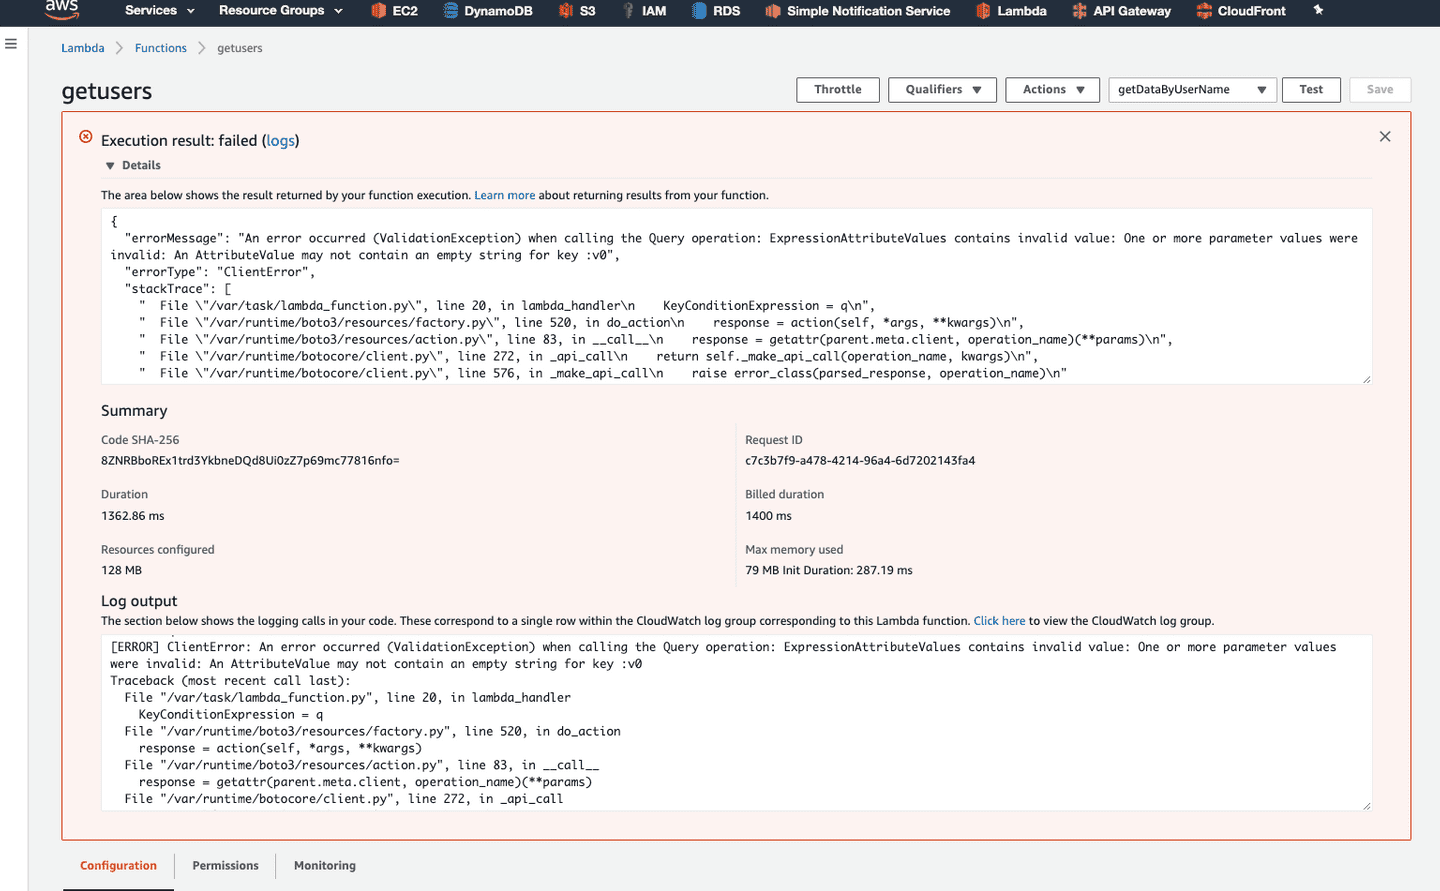 aws Services Resource Groups EC2 DynamoDB S3 IAM RDS Simple Notification Service Lambda API Gateway CloudFront
Lambda Functions getusers
getusers Throttle Qualifiers Actions getDataByUserName Test Save
Execution result: failed (logs)
Details
The area below shows the result returned by your function execution. Learn more about returning results from your function.
{
"errorMessage": "An error occurred (ValidationException) when calling the Query operation: ExpressionAttributeValues contains invalid value: One or more parameter values were
invalid: An AttributeValue may not contain an empty string for key :v0",
"errorType": "ClientError",
"stackTrace": [
"  File \"/var/task/lambda_function.py\", line 20, in lambda_handler\n    KeyConditionExpression = q\n",
"  File \"/var/runtime/boto3/resources/factory.py\", line 520, in do_action\n    response = action(self, *args, **kwargs)\n",
"  File \"/var/runtime/boto3/resources/action.py\", line 83, in __call__\n    response = getattr(parent.meta.client, operation_name)(**params)\n",
"  File \"/var/runtime/botocore/client.py\", line 272, in _api_call\n    return self._make_api_call(operation_name, kwargs)\n",
"  File \"/var/runtime/botocore/client.py\", line 576, in _make_api_call\n    raise error_class(parsed_response, operation_name)\n"
Summary
Code SHA-256 Request ID
8ZNRBboREx1trd3YkbneDQd8Ui0zZ7p69mc77816nfo= c7c3b7f9-a478-4214-96a4-6d7202143fa4
Duration Billed duration
1362.86 ms 1400 ms
Resources configured Max memory used
128 MB 79 MB Init Duration: 287.19 ms
Log output
The section below shows the logging calls in your code. These correspond to a single row within the CloudWatch log group corresponding to this Lambda function. Click here to view the CloudWatch log group.
[ERROR] ClientError: An error occurred (ValidationException) when calling the Query operation: ExpressionAttributeValues contains invalid value: One or more parameter values
were invalid: An AttributeValue may not contain an empty string for key :v0
Traceback (most recent call last):
File "/var/task/lambda_function.py", line 20, in lambda_handler
KeyConditionExpression = q
File "/var/runtime/boto3/resources/factory.py", line 520, in do_action
response = action(self, *args, **kwargs)
File "/var/runtime/boto3/resources/action.py", line 83, in __call__
response = getattr(parent.meta.client, operation_name)(**params)
File "/var/runtime/botocore/client.py", line 272, in _api_call
Configuration Permissions Monitoring